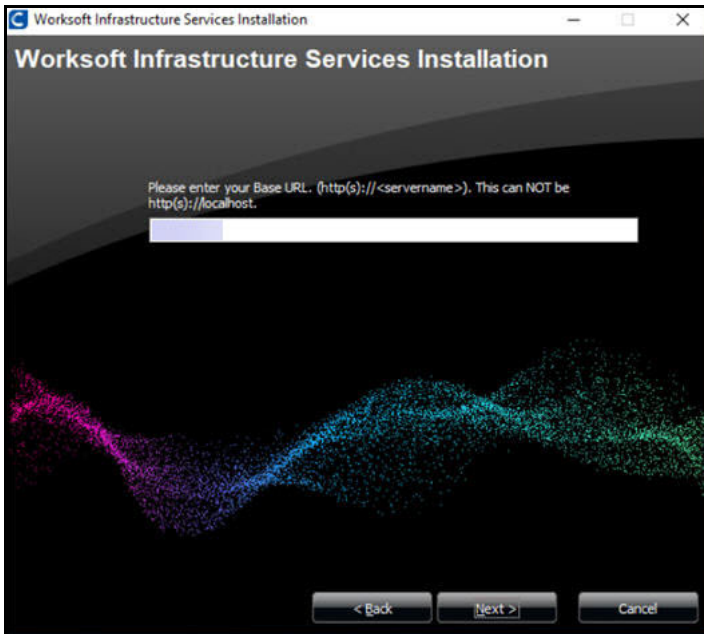 Worksoft Infrastructure Services Installation
Worksoft Infrastructure Services Installation
Please enter your Base URL. (http(s)://<servername>). This can NOT be
http(s)://localhost.
< Back
Next >
Cancel